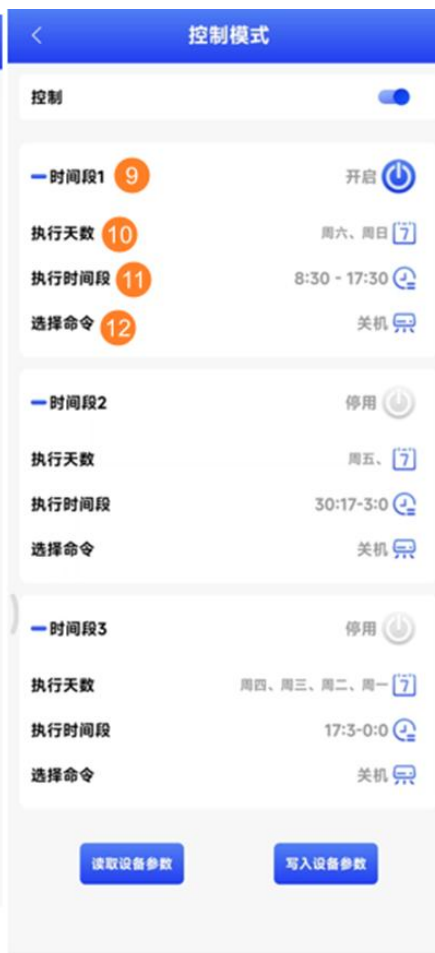 控制模式
控制
时间段1 9 开启
执行天数 10 周六、周日 7
执行时间段 11 8:30 - 17:30
选择命令 12 关机
时间段2 停用
执行天数 周五、 7
执行时间段 30:17-3:0
选择命令 关机
时间段3 停用
执行天数 周四、周三、周二、周一 7
执行时间段 17:3-0:0
选择命令 关机
读取设备参数 写入设备参数